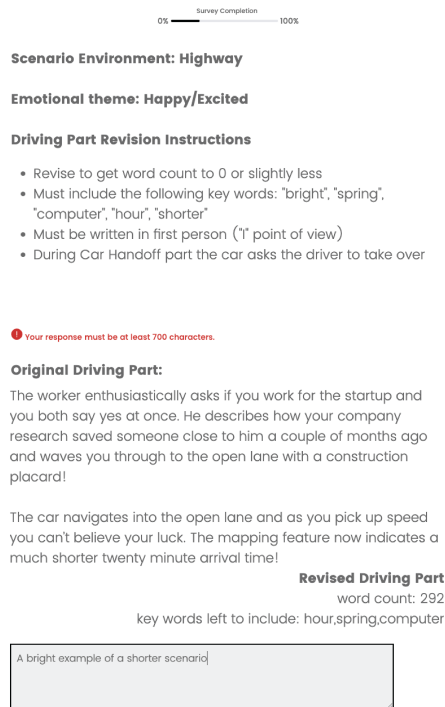 Survey Completion
0% 100%
Scenario Environment: Highway
Emotional theme: Happy/Excited
Driving Part Revision Instructions
• Revise to get word count to 0 or slightly less
• Must include the following key words: "bright", "spring",
"computer", "hour", "shorter"
• Must be written in first person ("I" point of view)
• During Car Handoff part the car asks the driver to take over
! Your response must be at least 700 characters.
Original Driving Part:
The worker enthusiastically asks if you work for the startup and
you both say yes at once. He describes how your company
research saved someone close to him a couple of months ago
and waves you through to the open lane with a construction
placard!
The car navigates into the open lane and as you pick up speed
you can't believe your luck. The mapping feature now indicates a
much shorter twenty minute arrival time!
Revised Driving Part
word count: 292
key words left to include: hour,spring,computer
A bright example of a shorter scenario